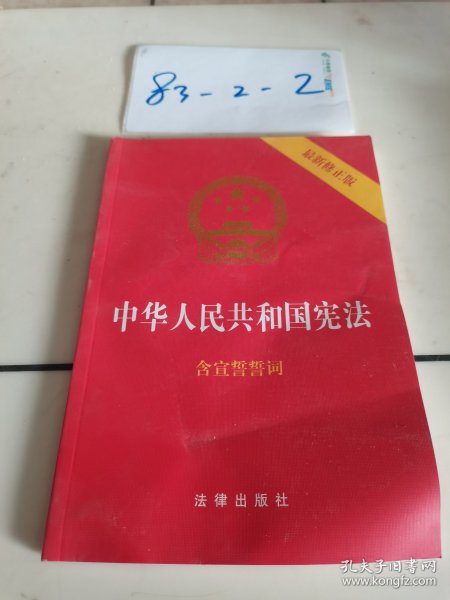 83-2-2
最新修正版
中华人民共和国宪法
含宣誓誓词
法律出版社
孔夫子旧书网
www.kongfz.com